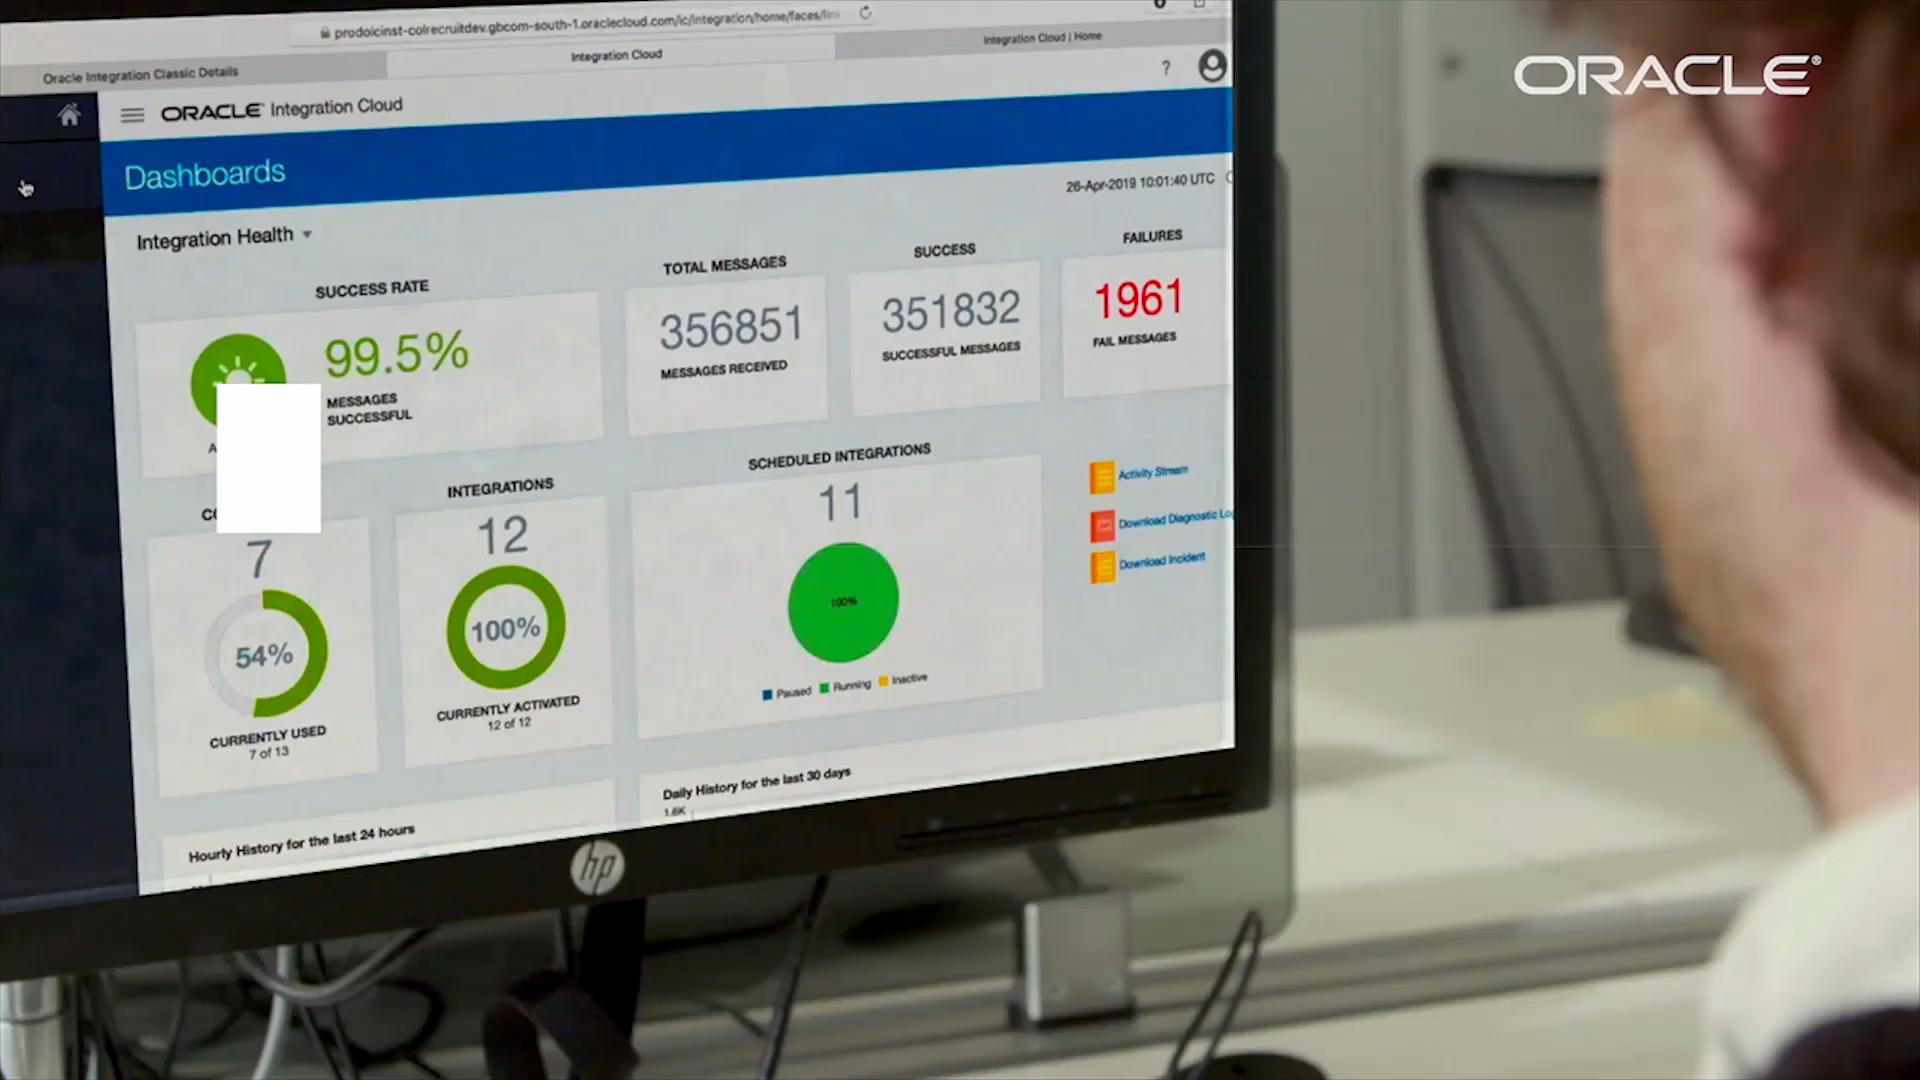 prodoicinst-colrecruitdev.gbcom-south-1.oraclecloud.com/ic/integration/home/faces/link
Oracle Integration Classic Details
Integration Cloud
Integration Cloud | Home
ORACLE®
?
ORACLE Integration Cloud
Dashboards
26-Apr-2019 10:01:40 UTC
Integration Health
SUCCESS RATE
99.5%
MESSAGES
SUCCESSFUL
TOTAL MESSAGES
356851
MESSAGES RECEIVED
SUCCESS
351832
SUCCESSFUL MESSAGES
FAILURES
1961
FAIL MESSAGES
7
54%
CURRENTLY USED
7 of 13
INTEGRATIONS
12
100%
CURRENTLY ACTIVATED
12 of 12
SCHEDULED INTEGRATIONS
11
100%
Paused Running Inactive
Activity Stream
Download Diagnostic Log
Download Incident
Hourly History for the last 24 hours
Daily History for the last 30 days
1.6K
hp